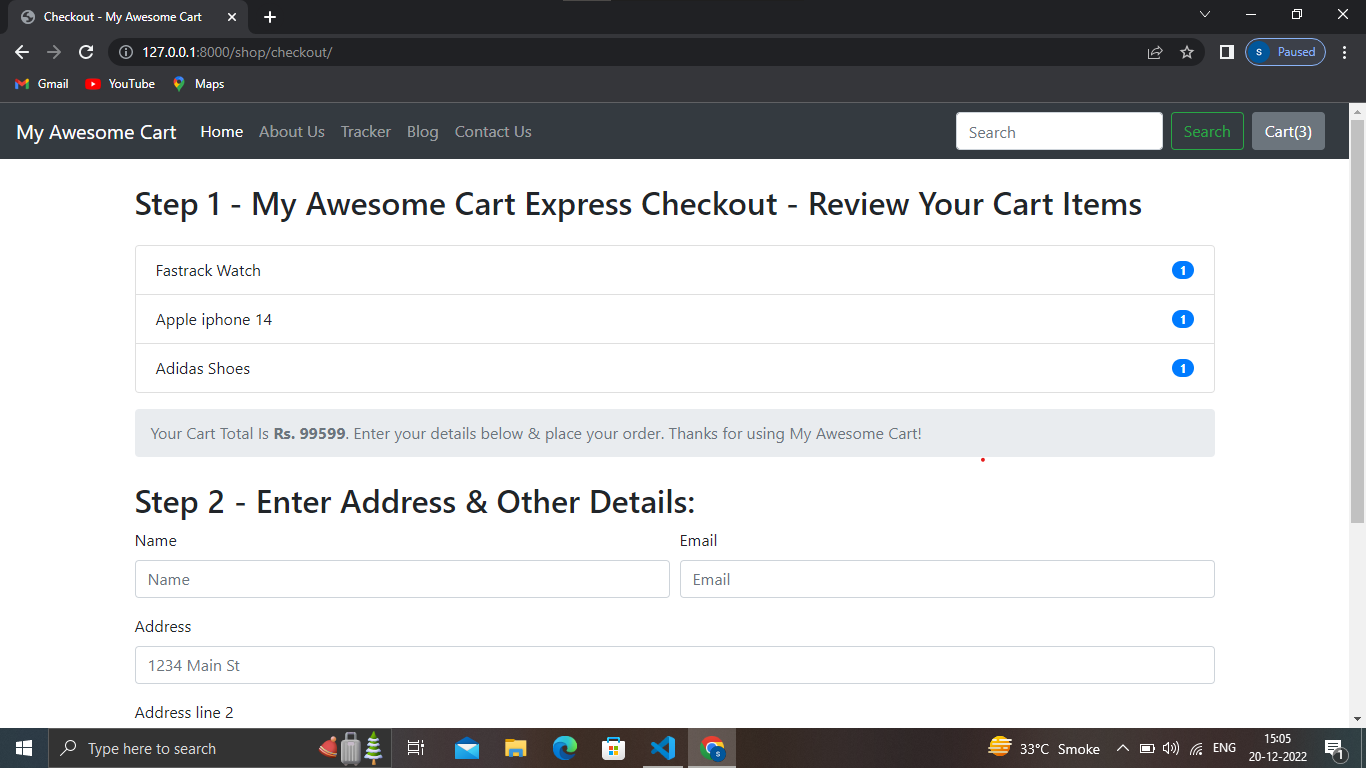 Checkout - My Awesome Cart
127.0.0.1:8000/shop/checkout/
S Paused
Gmail YouTube Maps
My Awesome Cart Home About Us Tracker Blog Contact Us Search Search Cart(3)
Step 1 - My Awesome Cart Express Checkout - Review Your Cart Items
Fastrack Watch 1
Apple iphone 14 1
Adidas Shoes 1
Your Cart Total Is Rs. 99599. Enter your details below & place your order. Thanks for using My Awesome Cart!
Step 2 - Enter Address & Other Details:
Name Email
Name Email
Address
1234 Main St
Address line 2
Type here to search
33°C Smoke
ENG
15:05
20-12-2022
1